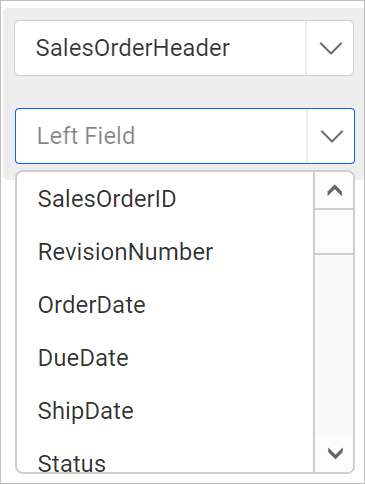 SalesOrderHeader
Left Field
SalesOrderID
RevisionNumber
OrderDate
DueDate
ShipDate
Status